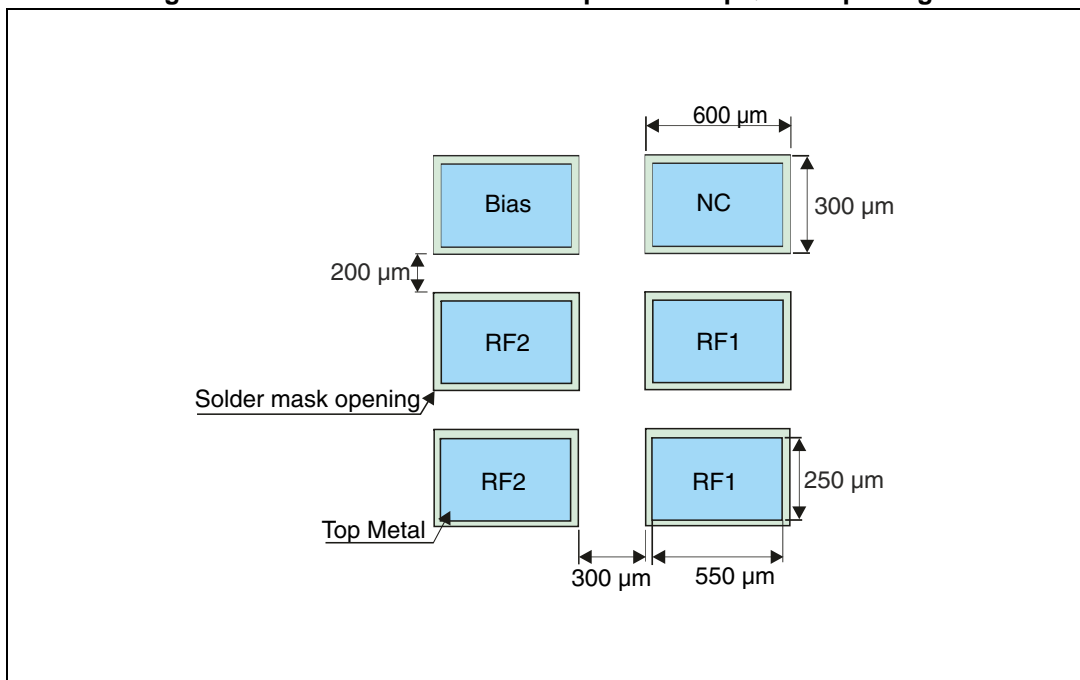 600 µm
Bias
NC
300 µm
200 µm
RF2
RF1
Solder mask opening
RF2
RF1
250 µm
Top Metal
300 µm
550 µm